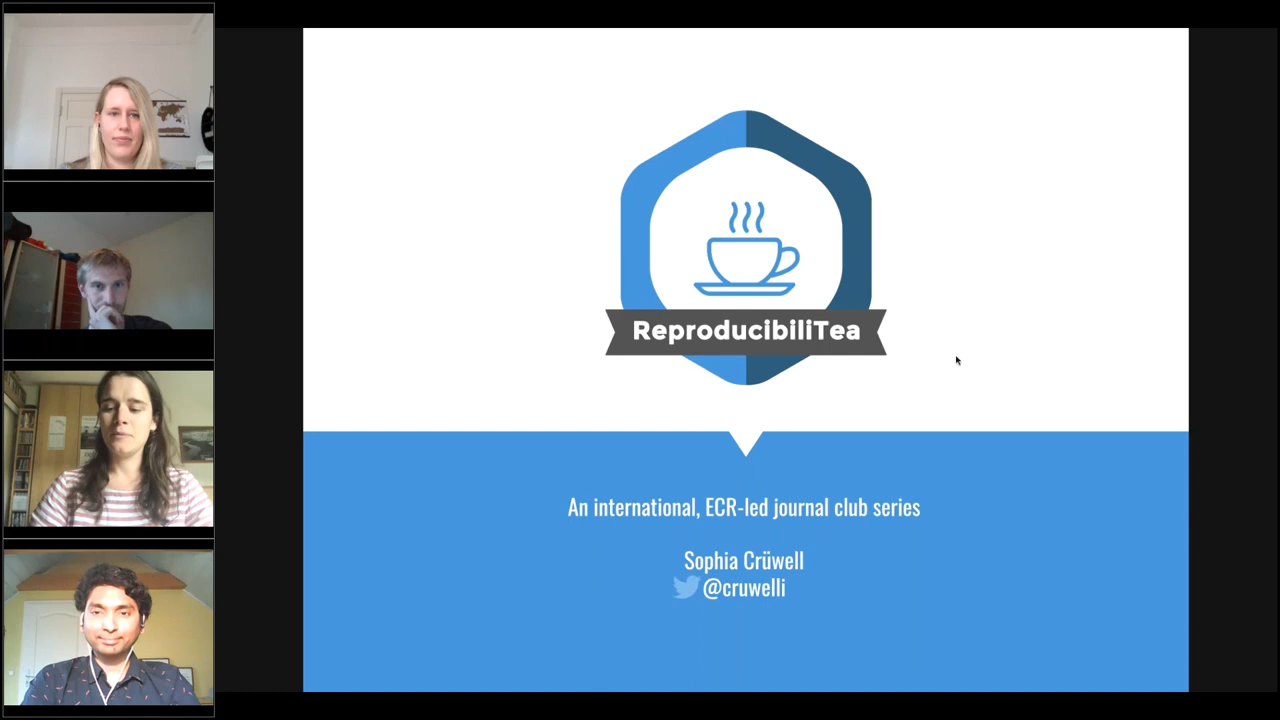 ReproducibiliTea
An international, ECR-led journal club series
Sophia Crüwell
@cruwelli